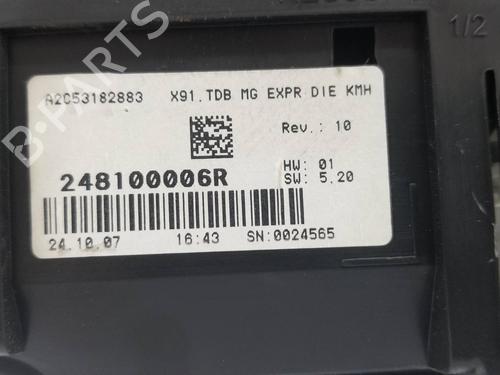 1/2
B-PARTS
A2C53182883 X91.TDB MG EXPR DIE KMH
Rev.: 10
HW: 01
248100006R SW: 5.20
24.10.07 16:43 SN:0024565